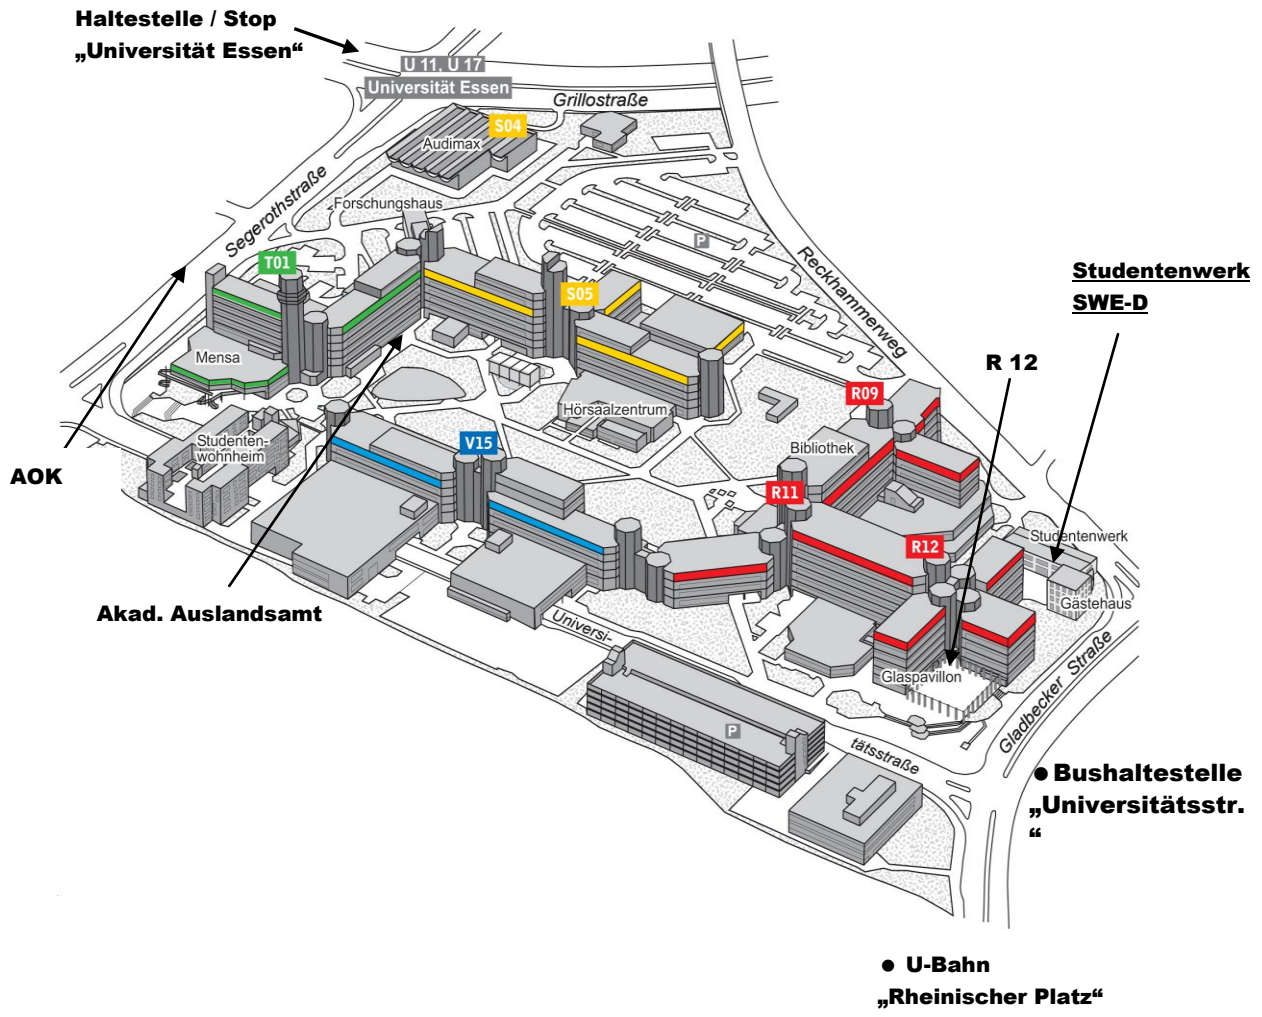 Haltestelle / Stop
„Universität Essen“
U 11, U 17
Universität Essen
Grillostraße
S04
Audimax
Segerothstraße
Forschungshaus
T01
P
Reckhammerweg
Studentenwerk
SWE-D
S05
Mensa
R 12
R09
Hörsaalzentrum
Studenten-
wohnheim
V15
Bibliothek
AOK
R11
R12
Studentenwerk
Gästehaus
Akad. Auslandsamt
Universi-
Glaspavillon
Gladbecker Straße
P
tätsstraße
● Bushaltestelle
„Universitätsstr.
“
● U-Bahn
„Rheinischer Platz“